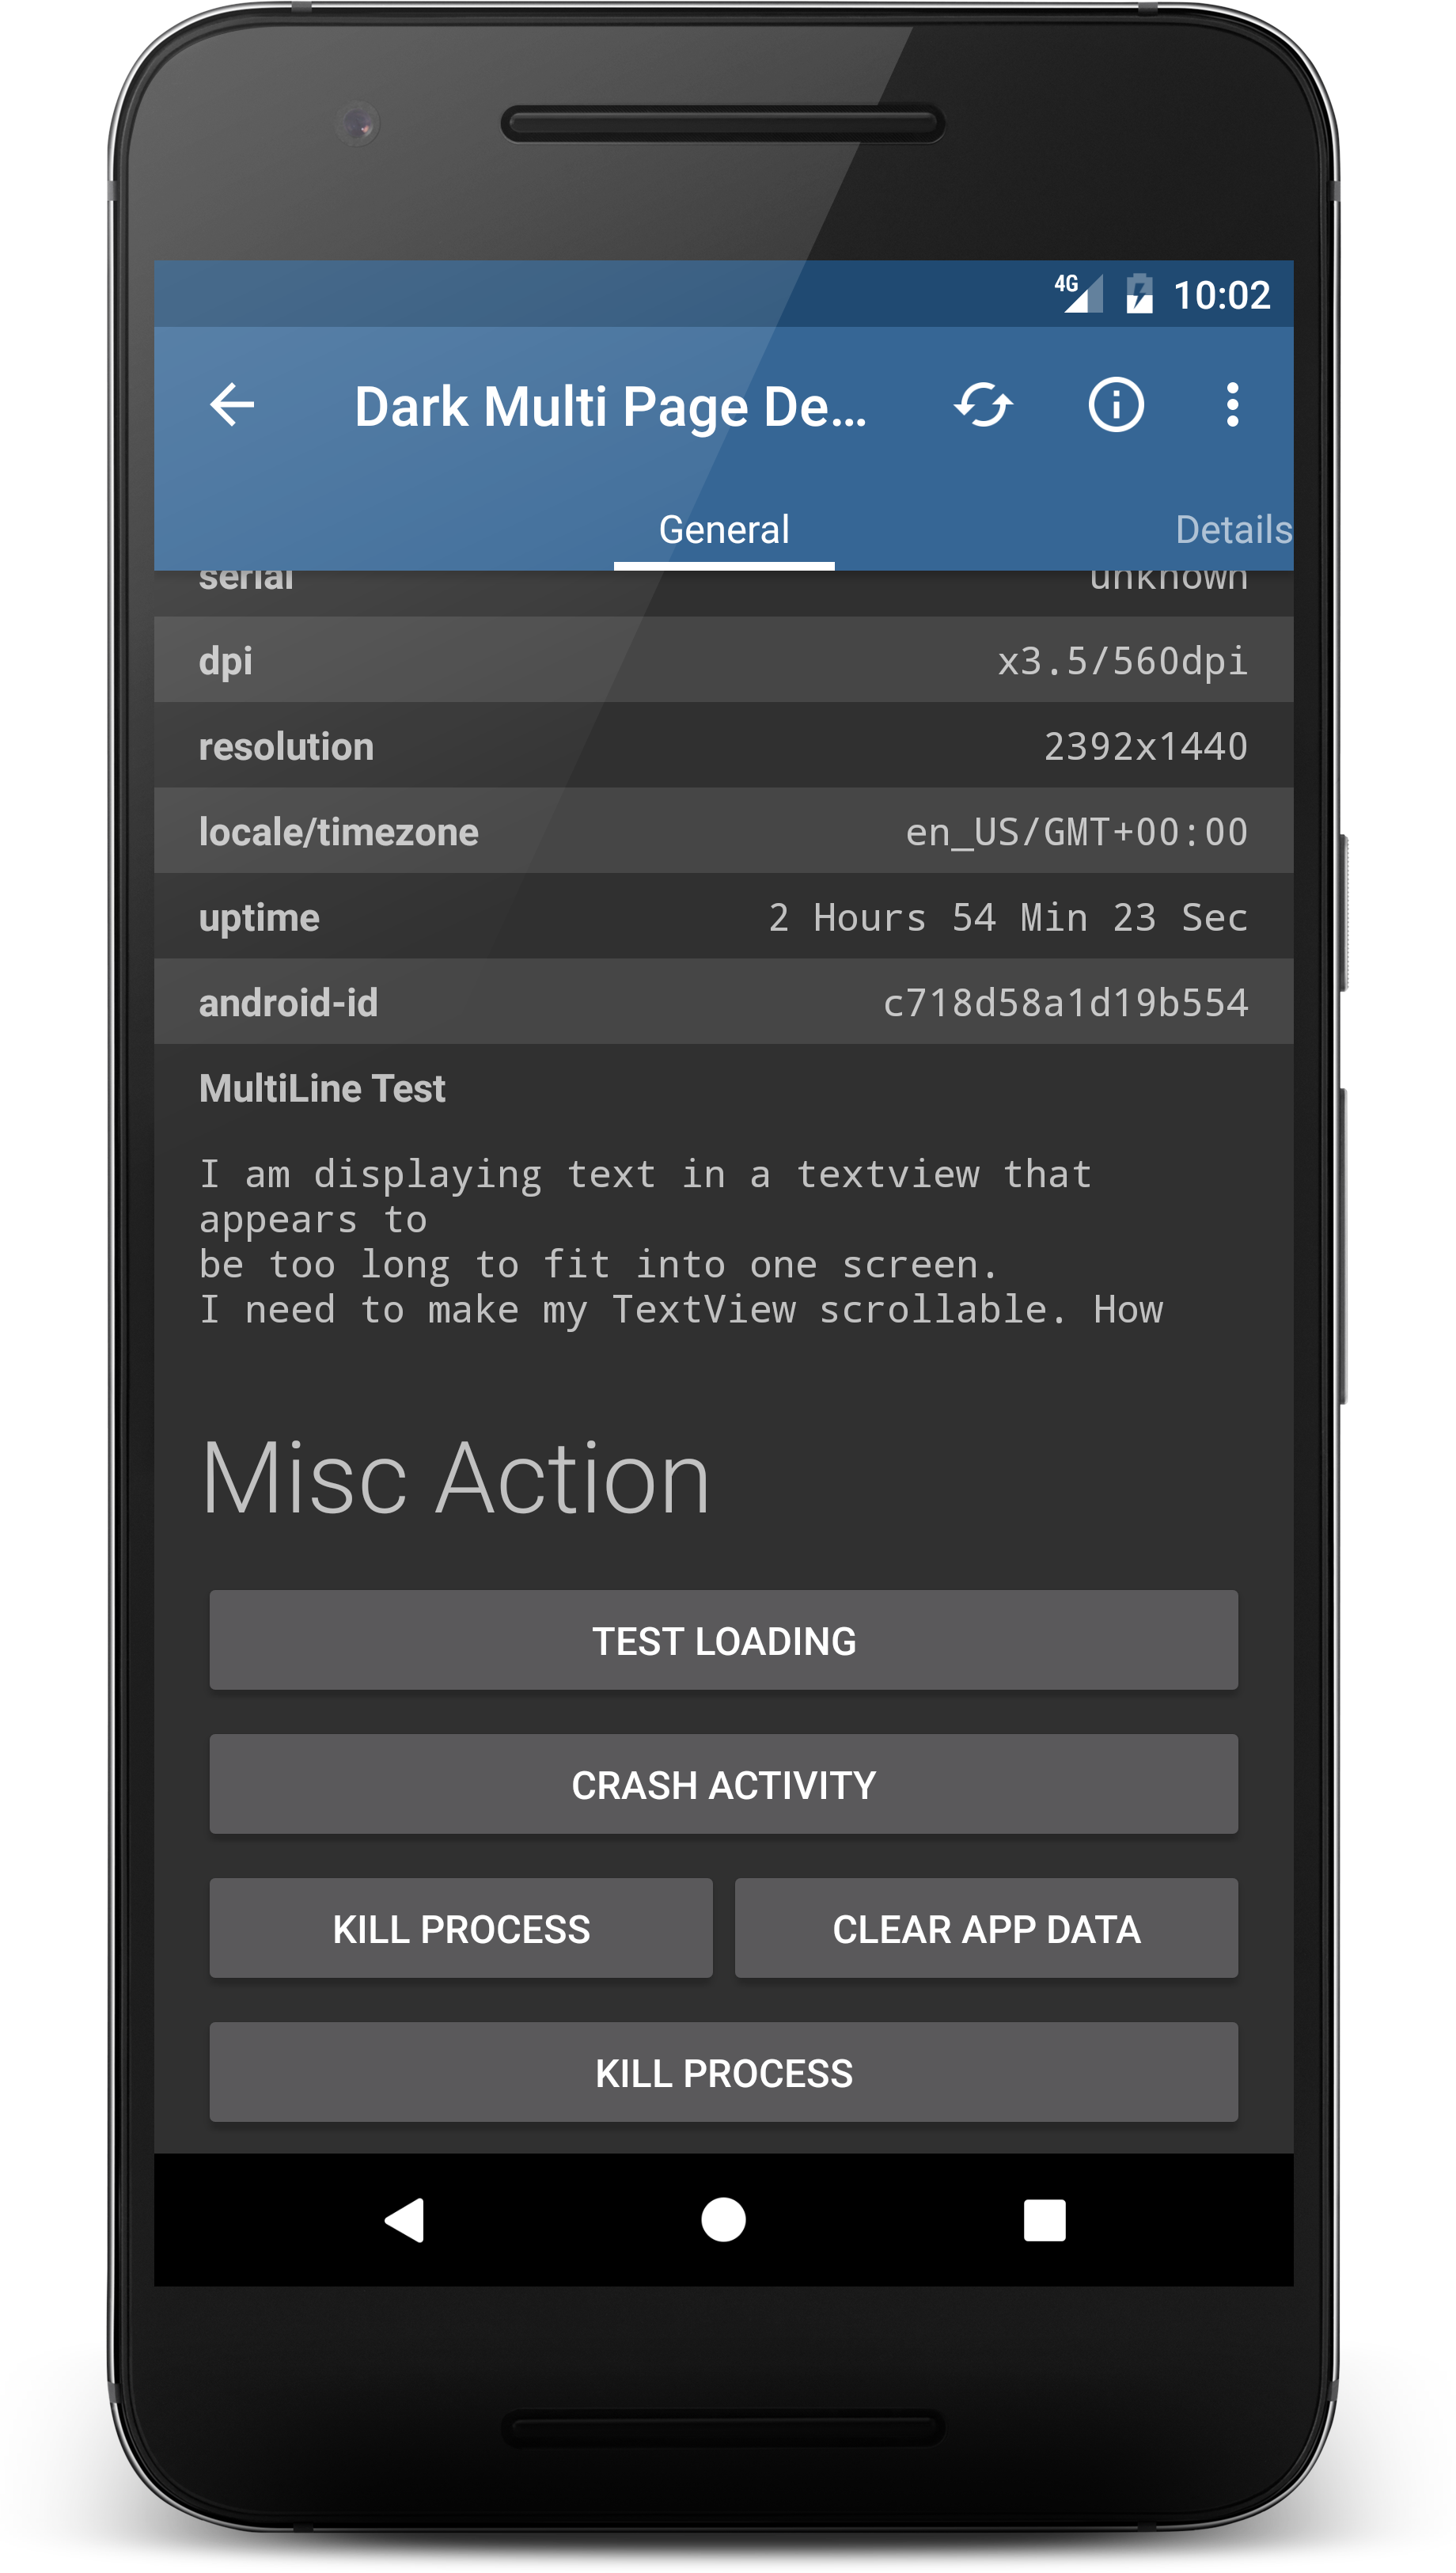 4G 10:02
Dark Multi Page De...
General Details
serial unknown
dpi x3.5/560dpi
resolution 2392x1440
locale/timezone en_US/GMT+00:00
uptime 2 Hours 54 Min 23 Sec
android-id c718d58a1d19b554
MultiLine Test
I am displaying text in a textview that
appears to
be too long to fit into one screen.
I need to make my TextView scrollable. How
Misc Action
TEST LOADING
CRASH ACTIVITY
KILL PROCESS CLEAR APP DATA
KILL PROCESS